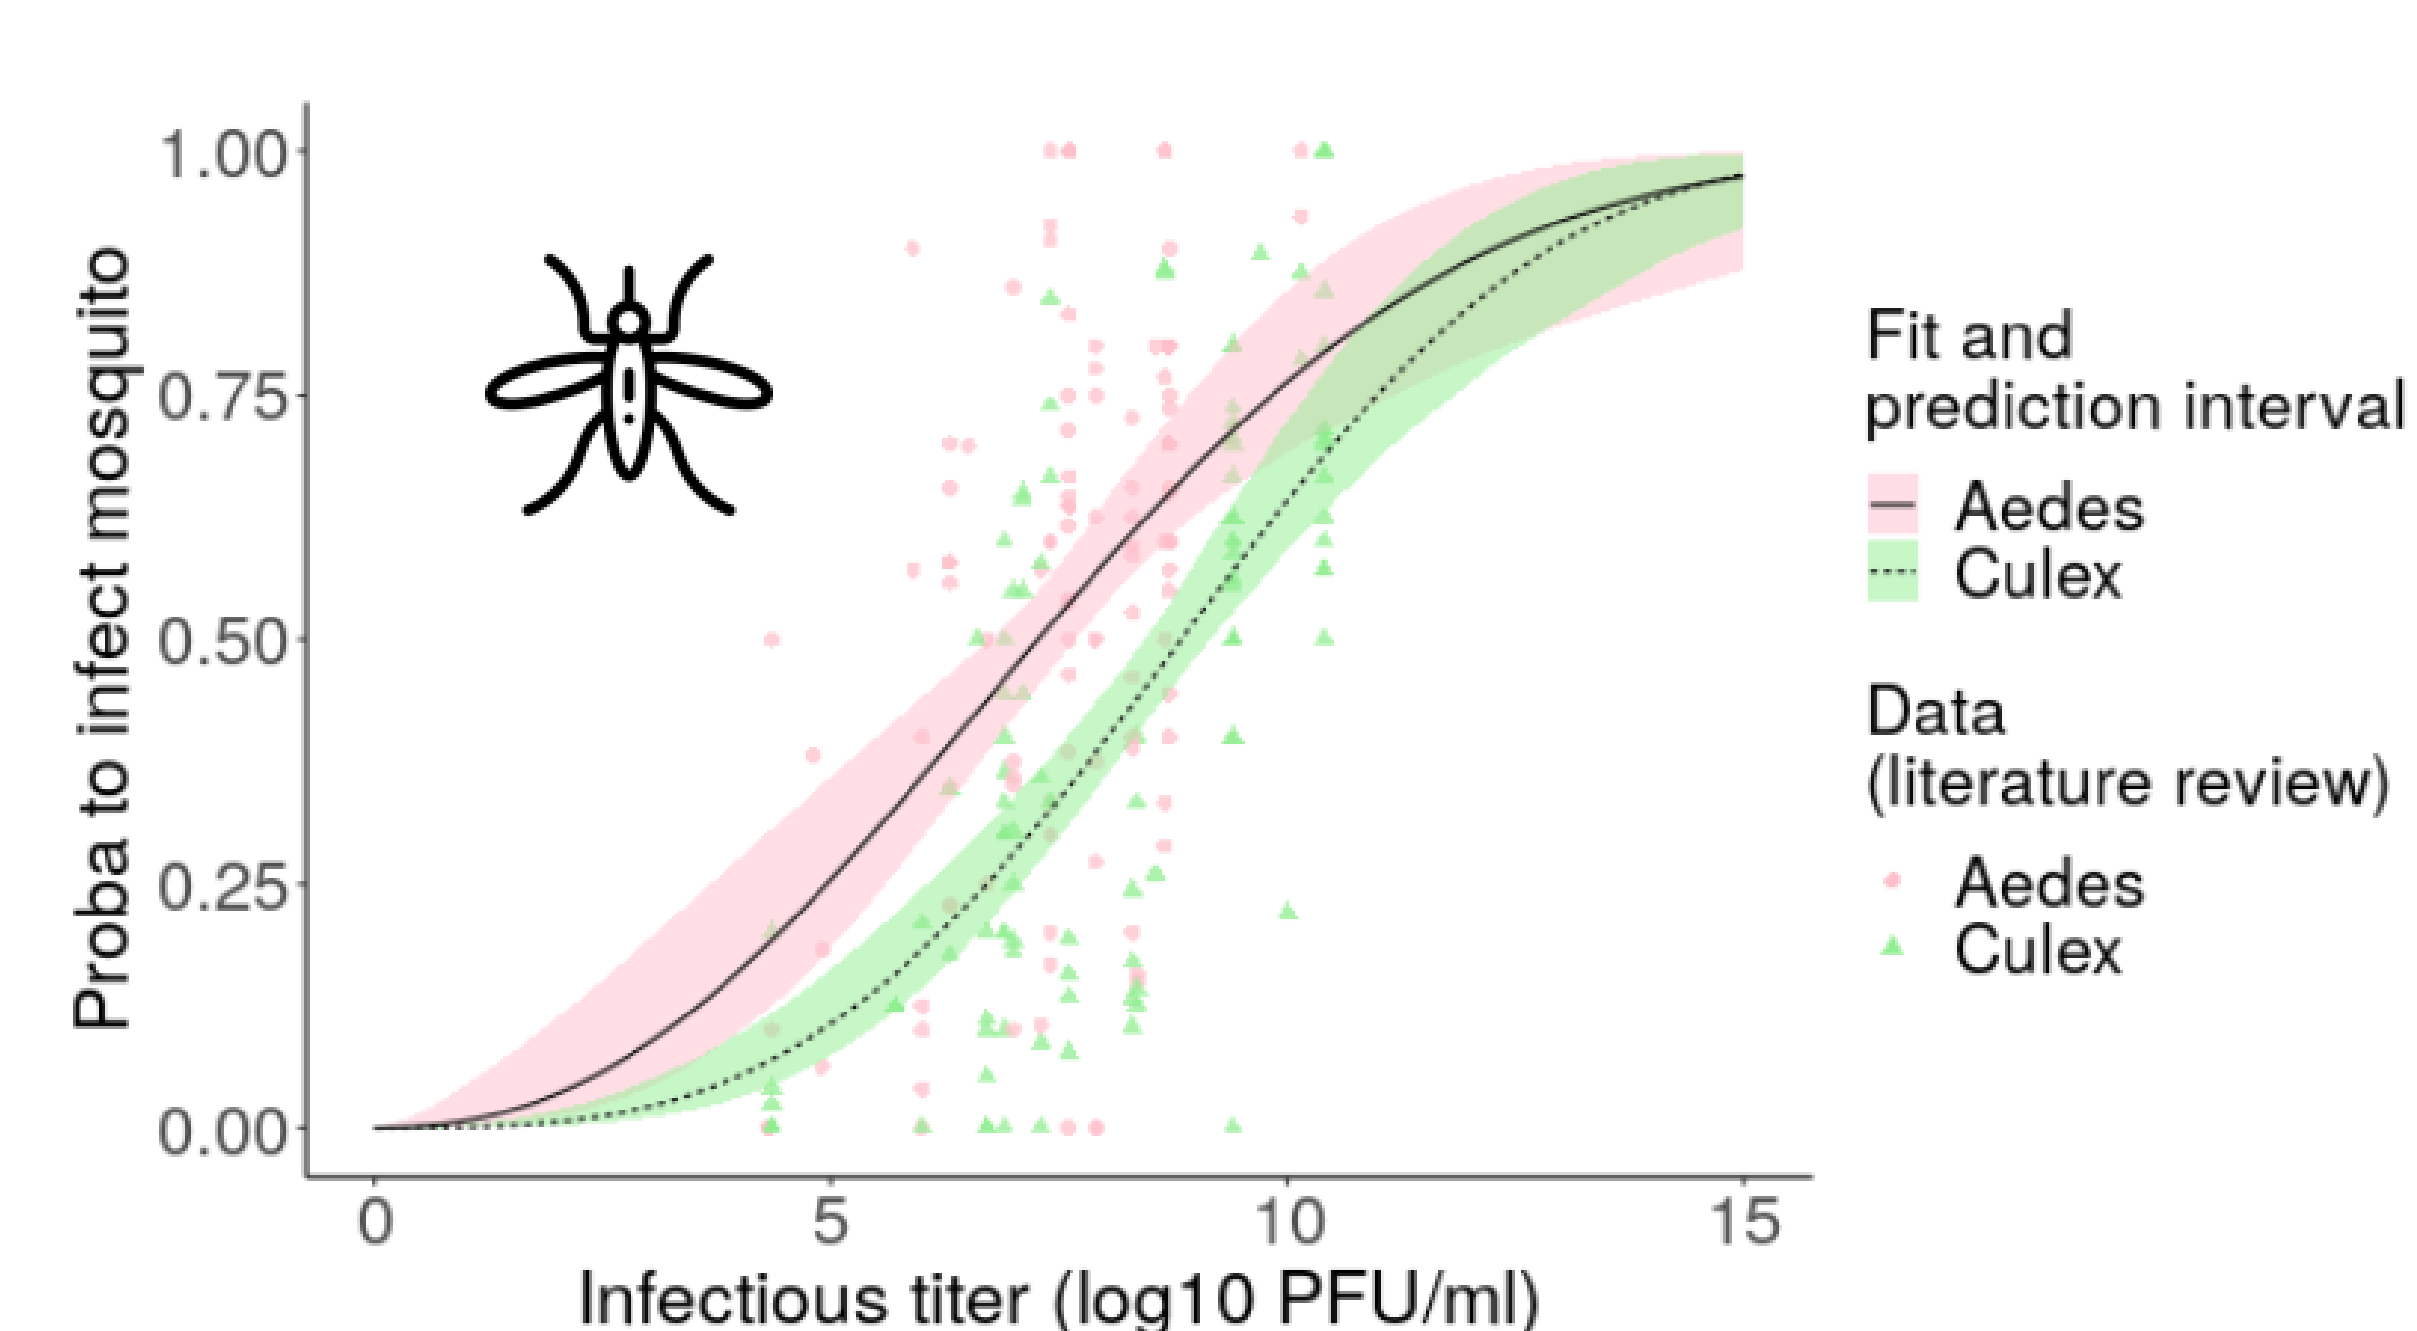 Proba to infect mosquito
1.00
0.75
0.50
0.25
0.00
0
5
10
15
Infectious titer (log10 PFU/ml)
Fit and
prediction interval
Aedes
Culex
Data
(literature review)
Aedes
Culex